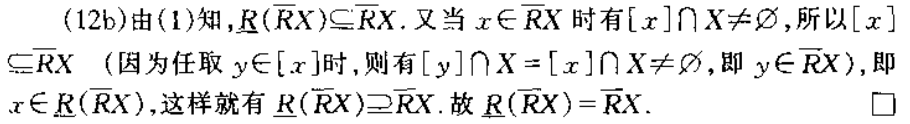 (12b)由(1)知,R̲(R̅X)⊆R̅X.又当 x∈R̅X 时有[x]∩X≠∅,所以[x]
⊆R̅X (因为任取 y∈[x]时,则有[y]∩X=[x]∩X≠∅,即 y∈R̅X),即
x∈R̲(R̅X),这样就有 R̲(R̅X)⊇R̅X.故 R̲(R̅X)=R̅X. □